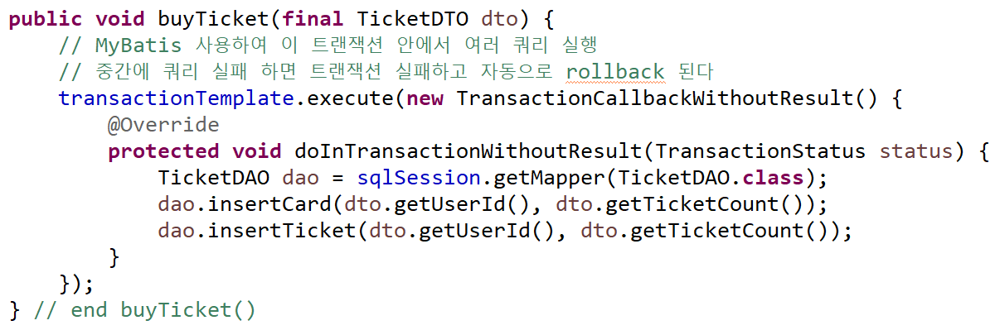 public void buyTicket(final TicketDTO dto) {
    // MyBatis 사용하여 이 트랜잭션 안에서 여러 쿼리 실행
    // 중간에 쿼리 실패 하면 트랜잭션 실패하고 자동으로 rollback 된다
    transactionTemplate.execute(new TransactionCallbackWithoutResult() {
        @Override
        protected void doInTransactionWithoutResult(TransactionStatus status) {
            TicketDAO dao = sqlSession.getMapper(TicketDAO.class);
            dao.insertCard(dto.getUserId(), dto.getTicketCount());
            dao.insertTicket(dto.getUserId(), dto.getTicketCount());
        }
    });
} // end buyTicket()